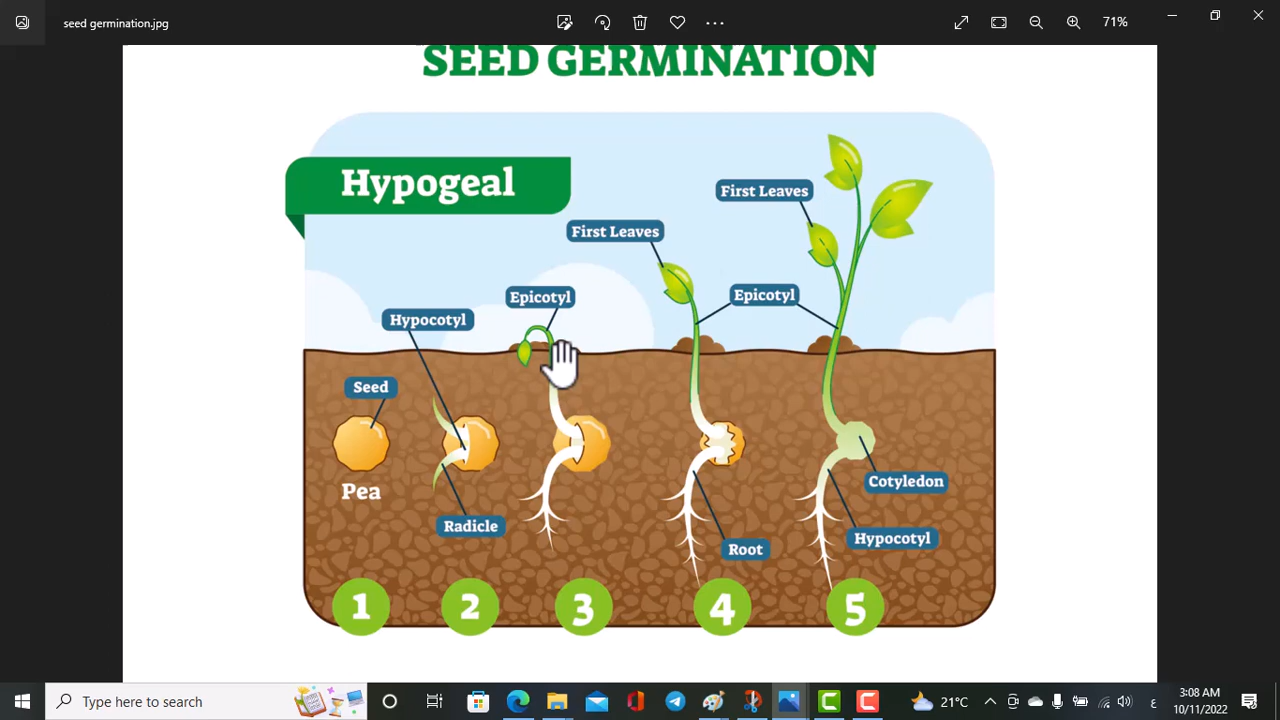 seed germination.jpg
71%
SEED GERMINATION
Hypogeal
First Leaves
First Leaves
Epicotyl
Epicotyl
Hypocotyl
Seed
Pea
Cotyledon
Radicle
Hypocotyl
Root
1 2 3 4 5
Type here to search
21°C
ع
3:08 AM
10/11/2022